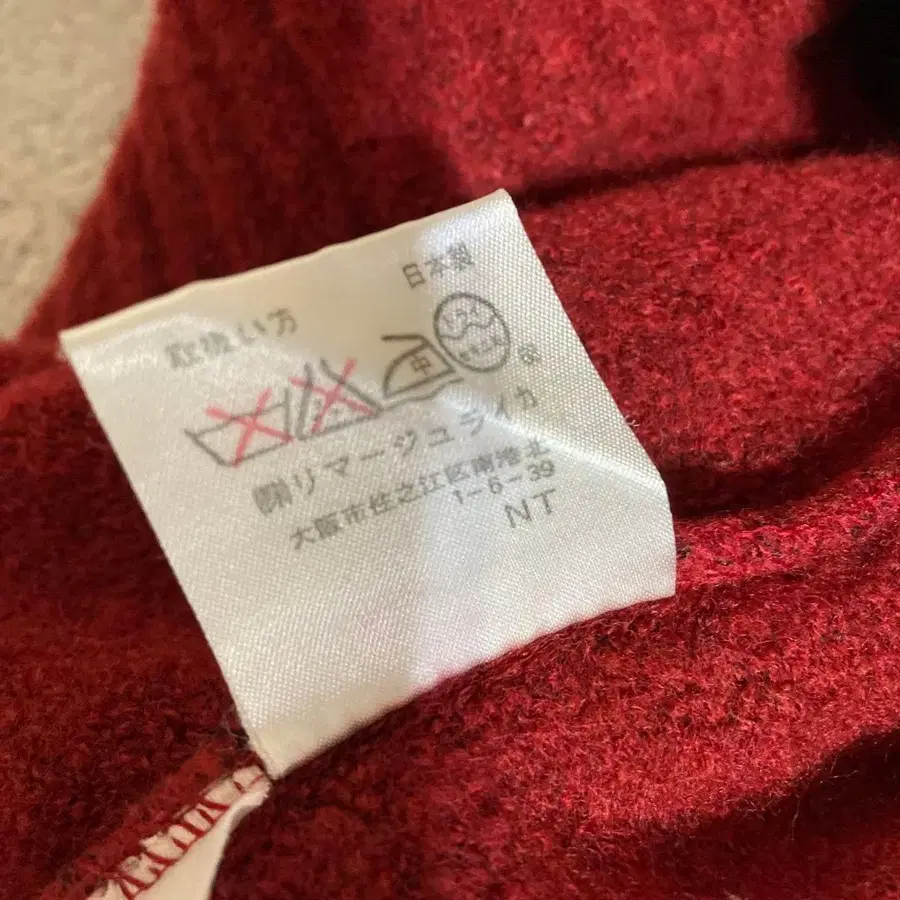 日本製
取扱い方
中
㈱リマージュライカ
大阪市住之江区南港北
1-6-39
NT